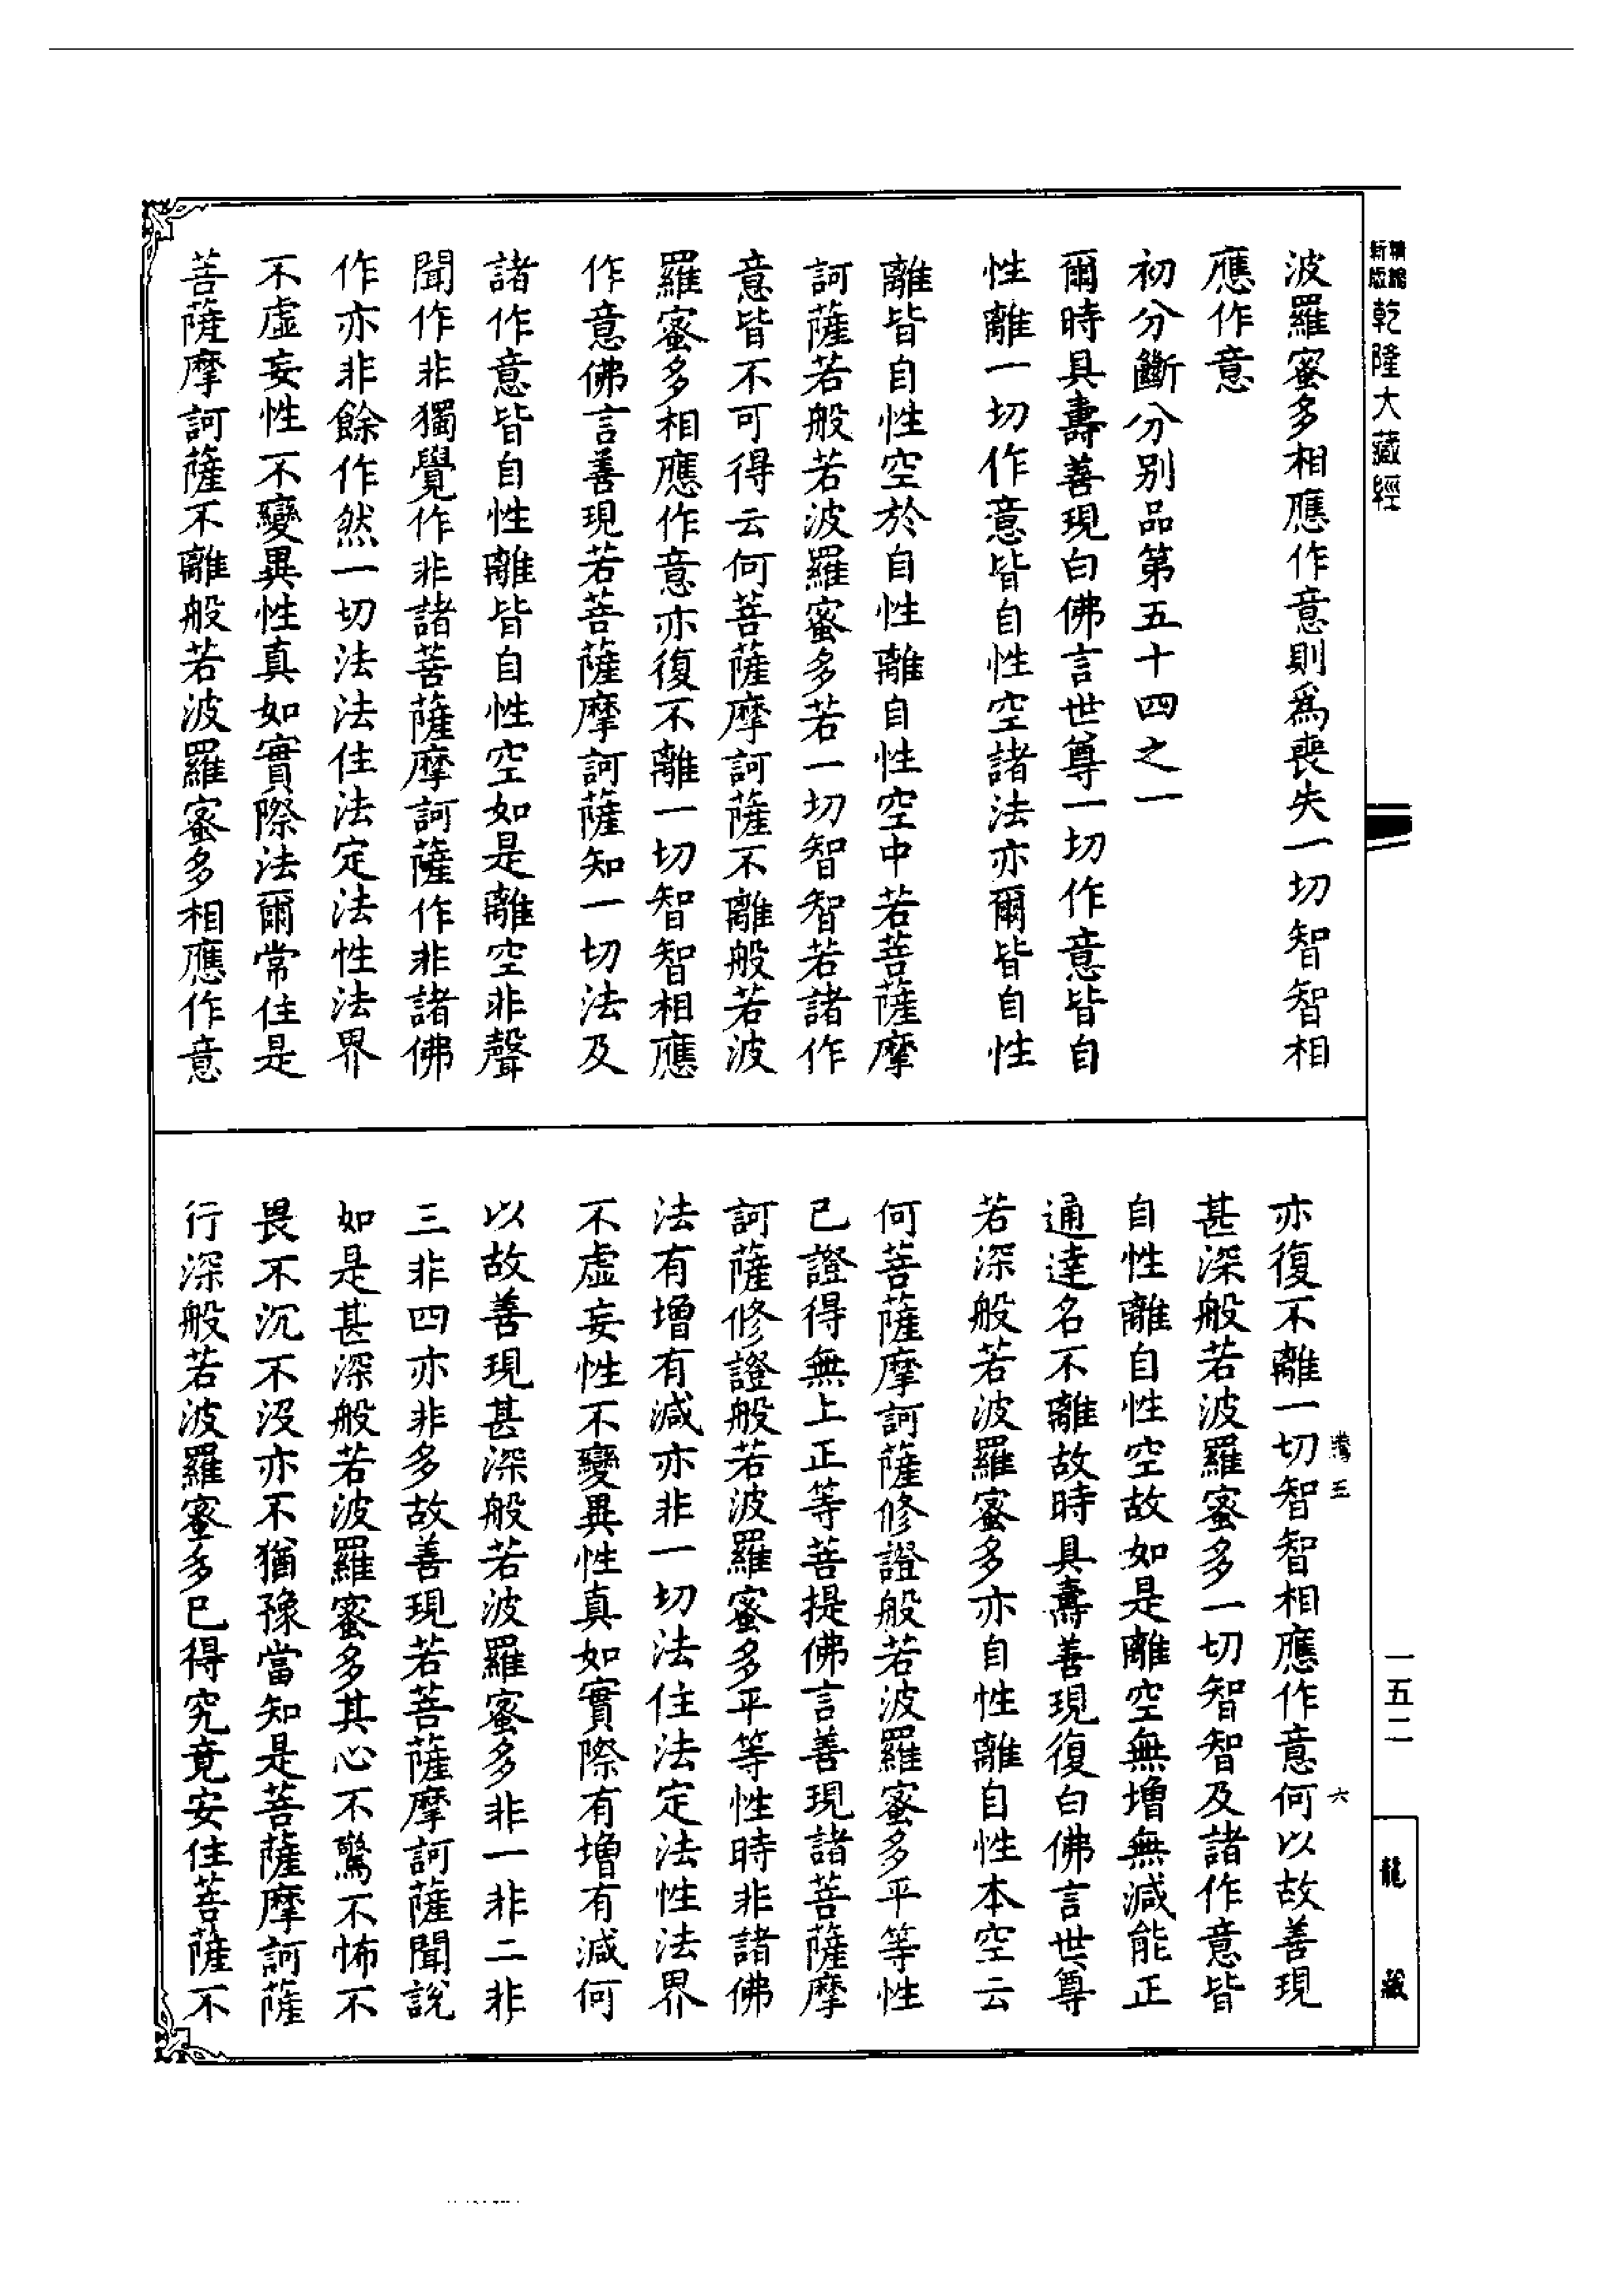 精縮新版乾隆大藏經
波羅蜜多相應作意則爲喪失一切智智相
應作意
初分斷分別品第五十四之一
爾時具壽善現白佛言世尊一切作意皆自
性離一切作意皆自性空諸法亦爾皆自性
離皆自性空於自性離自性空中若菩薩摩
訶薩若般若波羅蜜多若一切智智若諸作
意皆不可得云何菩薩摩訶薩不離般若波
羅蜜多相應作意亦復不離一切智智相應
作意佛言善現若菩薩摩訶薩知一切法及
諸作意皆自性離皆自性空如是離空非聲
聞作非獨覺作非諸菩薩摩訶薩作非諸佛
作亦非餘作然一切法法住法定法性法界
不虛妄性不變異性真如實際法爾常住是
菩薩摩訶薩不離般若波羅蜜多相應作意
亦復不離一切智智相應作意何以故善現
甚深般若波羅蜜多一切智智及諸作意皆
自性離自性空故如是離空無增無減能正
通達名不離故時具壽善現復白佛言世尊
若深般若波羅蜜多亦自性離自性本空云
何菩薩摩訶薩修證般若波羅蜜多平等性
已證得無上正等菩提佛言善現諸菩薩摩
訶薩修證般若波羅蜜多平等性時非諸佛
法有增有減亦非一切法住法定法性法界
不虛妄性不變異性真如實際有增有減何
以故善現甚深般若波羅蜜多非一非二非
三非四亦非多故善現若菩薩摩訶薩聞說
如是甚深般若波羅蜜多其心不驚不怖不
畏不沉不沒亦不猶豫當知是菩薩摩訶薩
行深般若波羅蜜多已得究竟安住菩薩不
六
一五二
龍藏